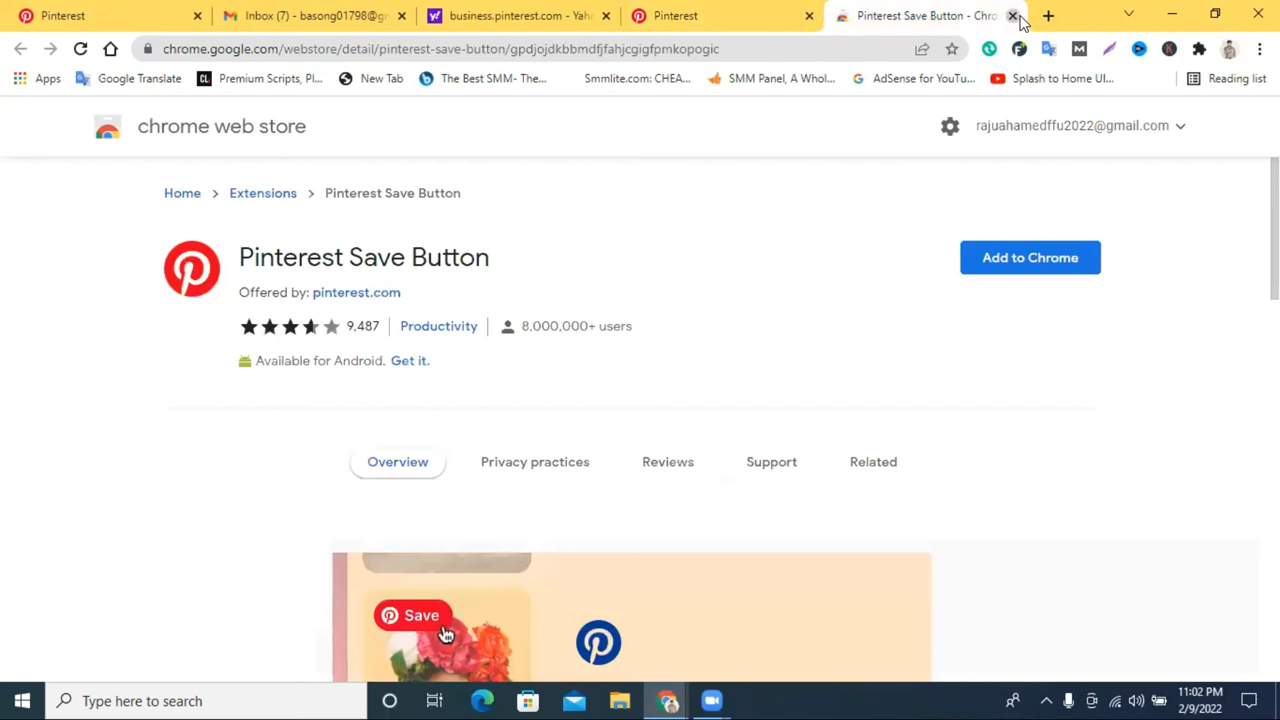 Pinterest
Inbox (7) - basong01798@gm
business.pinterest.com - Yah
Pinterest
Pinterest Save Button - Chro
chrome.google.com/webstore/detail/pinterest-save-button/gpdjojdkbbmdfjfahjcgigfpmkopogic
Apps
Google Translate
Premium Scripts, Pl...
New Tab
The Best SMM- The...
Smmlite.com: CHEA...
SMM Panel, A Whol...
AdSense for YouTu...
Splash to Home UI...
Reading list
chrome web store
rajuahamedffu2022@gmail.com
Home > Extensions > Pinterest Save Button
Pinterest Save Button
Add to Chrome
Offered by: pinterest.com
9,487
Productivity
8,000,000+ users
Available for Android. Get it.
Overview
Privacy practices
Reviews
Support
Related
Save
Type here to search
11:02 PM
2/9/2022